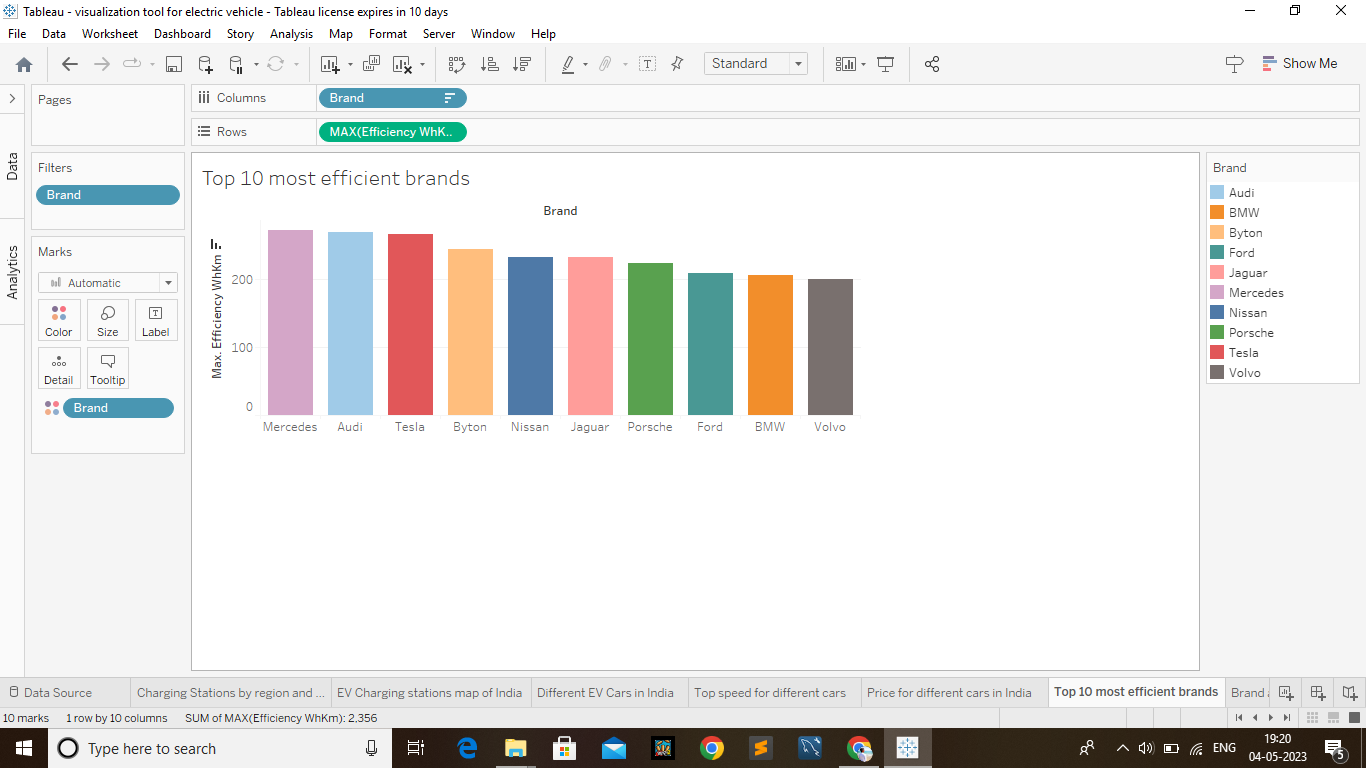 Tableau - visualization tool for electric vehicle - Tableau license expires in 10 days
File Data Worksheet Dashboard Story Analysis Map Format Server Window Help
Standard
Show Me
Pages
Columns
Brand
Rows
MAX(Efficiency WhK..
Data
Analytics
Filters
Brand
Marks
Automatic
Color Size Label
Detail Tooltip
Brand
Top 10 most efficient brands
Brand
Max. Efficiency WhKm
200
100
0
Mercedes Audi Tesla Byton Nissan Jaguar Porsche Ford BMW Volvo
Brand
Audi
BMW
Byton
Ford
Jaguar
Mercedes
Nissan
Porsche
Tesla
Volvo
Data Source Charging Stations by region and ... EV Charging stations map of India Different EV Cars in India Top speed for different cars Price for different cars in India Top 10 most efficient brands Brand
10 marks 1 row by 10 columns SUM of MAX(Efficiency WhKm): 2,356
Type here to search
ENG
19:20
04-05-2023
5